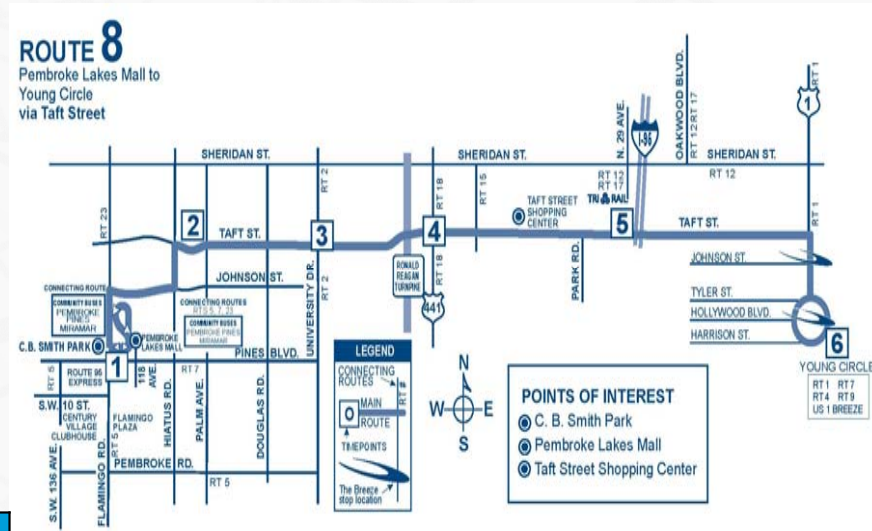 ROUTE 8
Pembroke Lakes Mall to
Young Circle
via Taft Street
SHERIDAN ST.
SHERIDAN ST.
SHERIDAN ST.
RT 12
RT 23
RT 2
RT 18
RT 15
N. 29 AVE.
I-95
OAKWOOD BLVD.
RT 12 RT 17
1
RT 1
RT 12
RT 17
TRI RAIL
TAFT STREET
SHOPPING
CENTER
2
TAFT ST.
3
4
5
TAFT ST.
RT 1
JOHNSON ST.
RT 2
RONALD
REAGAN
TURNPIKE
RT 18
441
PARK RD.
JOHNSON ST.
TYLER ST.
HOLLYWOOD BLVD.
HARRISON ST.
6
YOUNG CIRCLE
RT 1 RT 7
RT 4 RT 9
US 1 BREEZE
CONNECTING ROUTE
COMMUNITY BUSES
PEMBROKE
PINES
MIRAMAR
CONNECTING ROUTES
RTS 5, 7, 23
COMMUNITY BUSES
PEMBROKE PINES
MIRAMAR
C.B. SMITH PARK
PEMBROKE
LAKES MALL
1
PINES BLVD.
UNIVERSITY DR.
RT 5
ROUTE 95
EXPRESS
118
AVE.
RT 7
S.W. 10 ST.
CENTURY
VILLAGE
CLUBHOUSE
FLAMINGO
PLAZA
RT 5
HIATUS RD.
PALM AVE.
DOUGLAS RD.
PEMBROKE RD.
RT 5
S.W. 136 AVE.
FLAMINGO RD.
LEGEND
CONNECTING
ROUTES
RT #
MAIN
ROUTE
TIMEPOINTS
The Breeze
stop location
N
W
E
S
POINTS OF INTEREST
C. B. Smith Park
Pembroke Lakes Mall
Taft Street Shopping Center